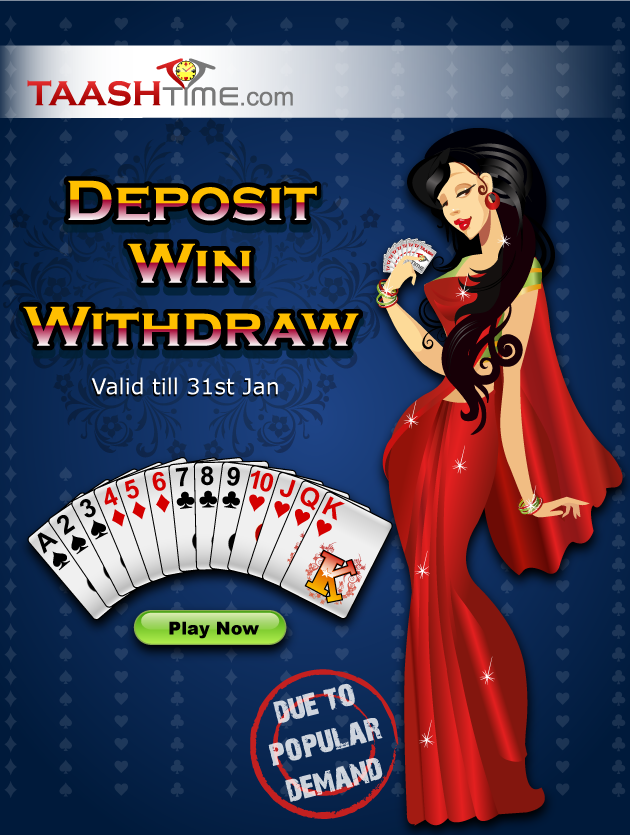 TAASHTIME.com
DEPOSIT
WIN
WITHDRAW
Valid till 31st Jan
A 2 3 4 5 6 7 8 9 10 J Q K
K
Play Now
DUE TO
POPULAR
DEMAND